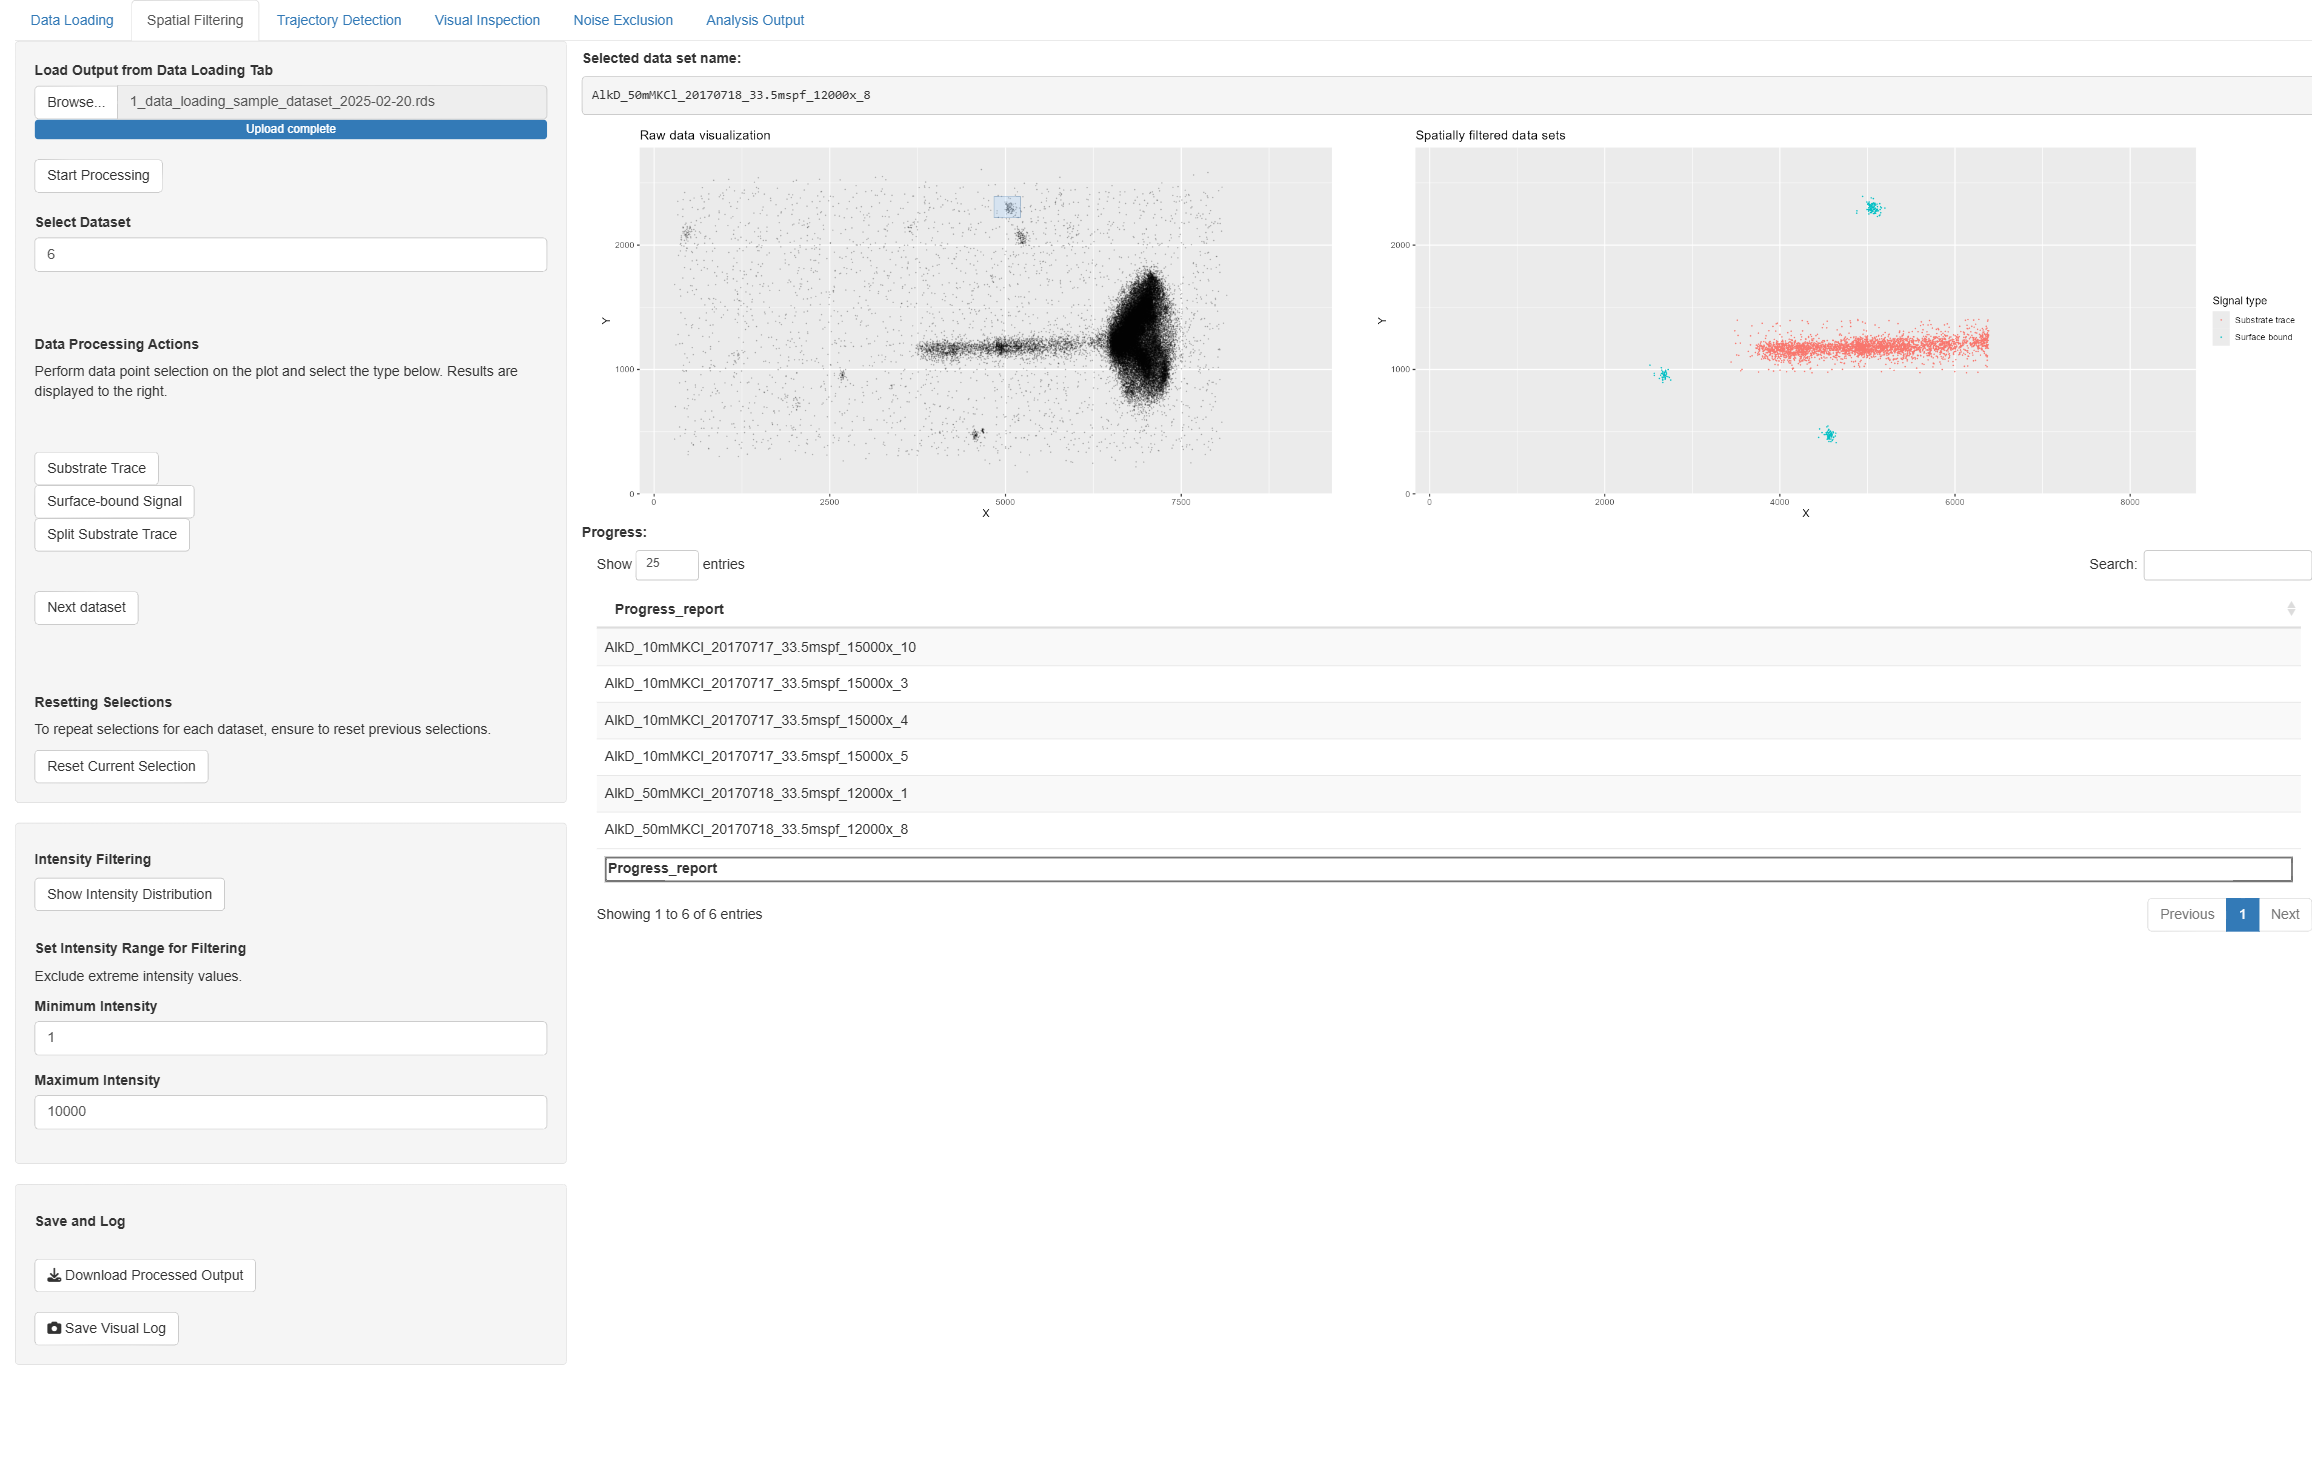 Data Loading
Spatial Filtering
Trajectory Detection
Visual Inspection
Noise Exclusion
Analysis Output
Load Output from Data Loading Tab
Browse... 1_data_loading_sample_dataset_2025-02-20.rds
Upload complete
Start Processing
Select Dataset
6
Data Processing Actions
Perform data point selection on the plot and select the type below. Results are
displayed to the right.
Substrate Trace
Surface-bound Signal
Split Substrate Trace
Next dataset
Resetting Selections
To repeat selections for each dataset, ensure to reset previous selections.
Reset Current Selection
Intensity Filtering
Show Intensity Distribution
Set Intensity Range for Filtering
Exclude extreme intensity values.
Minimum Intensity
1
Maximum Intensity
10000
Save and Log
Download Processed Output
Save Visual Log
Selected data set name:
AlkD_50mMKCl_20170718_33.5mspf_12000x_8
Raw data visualization
2000
1000
0
Y
0 2500 5000 7500
X
Spatially filtered data sets
2000
1000
0
Y
0 2000 4000 6000 8000
X
Signal type
Substrate trace
Surface bound
Progress:
Show 25 entries
Search:
Progress_report
AlkD_10mMKCl_20170717_33.5mspf_15000x_10
AlkD_10mMKCl_20170717_33.5mspf_15000x_3
AlkD_10mMKCl_20170717_33.5mspf_15000x_4
AlkD_10mMKCl_20170717_33.5mspf_15000x_5
AlkD_50mMKCl_20170718_33.5mspf_12000x_1
AlkD_50mMKCl_20170718_33.5mspf_12000x_8
Progress_report
Showing 1 to 6 of 6 entries
Previous 1 Next